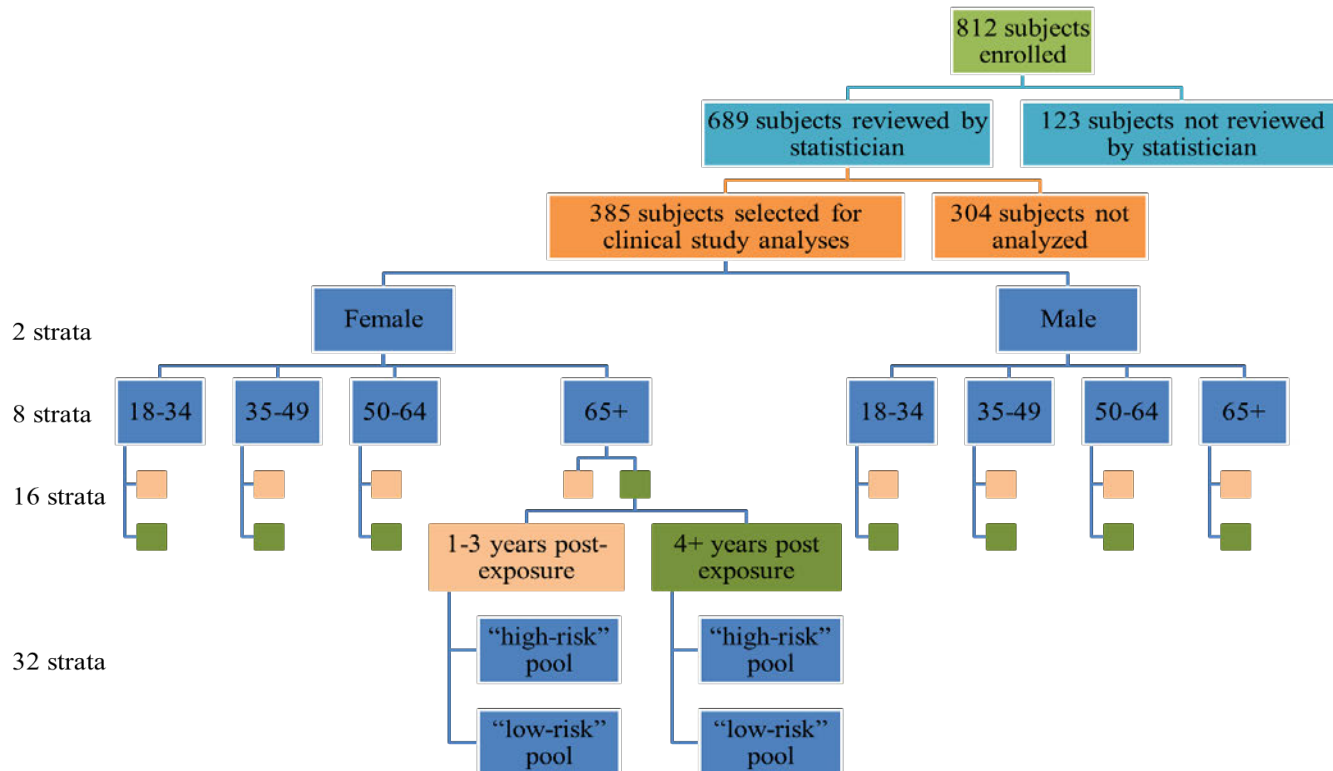 812 subjects
enrolled
689 subjects reviewed by
statistician
123 subjects not reviewed
by statistician
385 subjects selected for
clinical study analyses
304 subjects not
analyzed
2 strata
Female
Male
8 strata
18-34
35-49
50-64
65+
18-34
35-49
50-64
65+
16 strata
1-3 years post-
exposure
4+ years post
exposure
32 strata
“high-risk”
pool
“high-risk”
pool
“low-risk”
pool
“low-risk”
pool